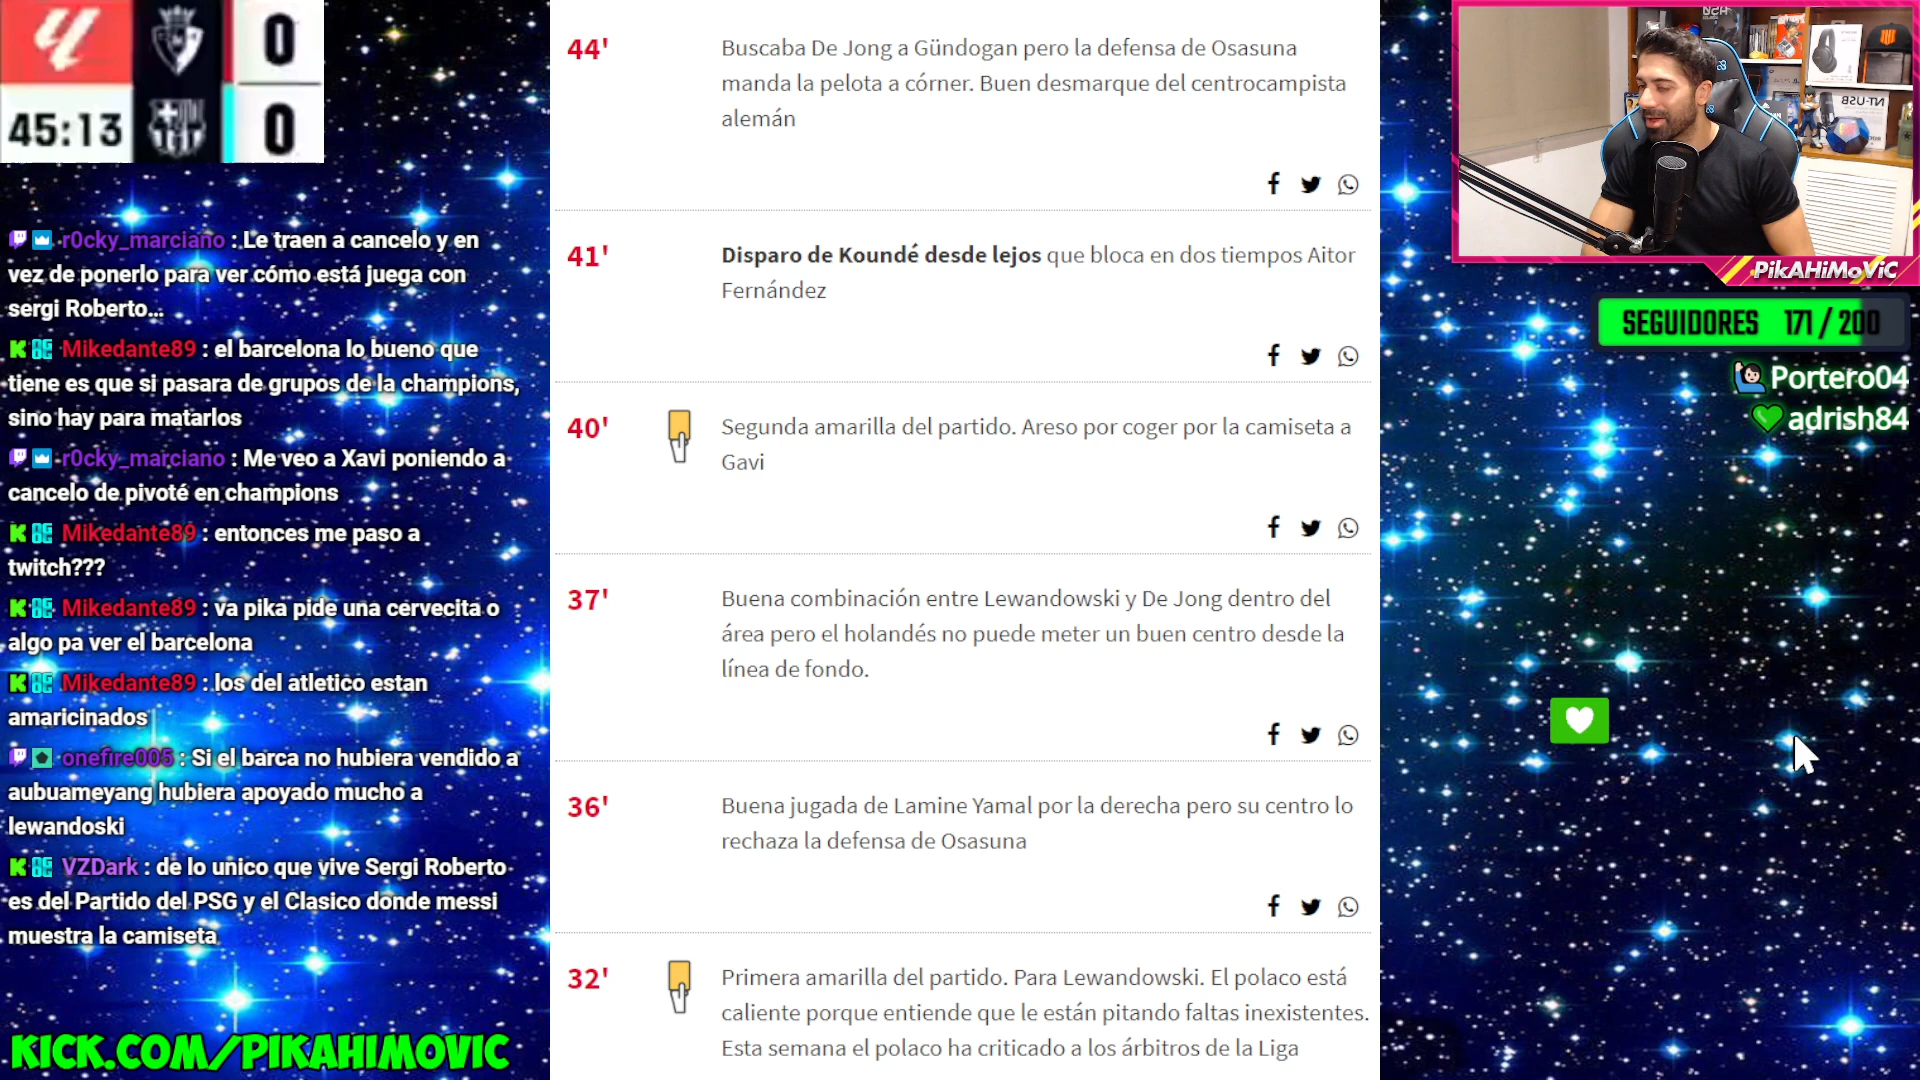 0
45:13
0
r0cky_marciano : Le traen a cancelo y en
vez de ponerlo para ver cómo está juega con
sergi Roberto...
Mikedante89 : el barcelona lo bueno que
tiene es que si pasara de grupos de la champions,
sino hay para matarlos
r0cky_marciano : Me veo a Xavi poniendo a
cancelo de pivoté en champions
Mikedante89 : entonces me paso a
twitch???
Mikedante89 : va pika pide una cervecita o
algo pa ver el barcelona
Mikedante89 : los del atletico estan
amaricinados
onefire005 : Si el barca no hubiera vendido a
aubuameyang hubiera apoyado mucho a
lewandoski
VZDark : de lo unico que vive Sergi Roberto
es del Partido del PSG y el Clasico donde messi
muestra la camiseta
KICK.COM/PIKAHIMOVIC
44'
Buscaba De Jong a Gündogan pero la defensa de Osasuna
manda la pelota a córner. Buen desmarque del centrocampista
alemán
41'
Disparo de Koundé desde lejos que bloca en dos tiempos Aitor
Fernández
40'
Segunda amarilla del partido. Areso por coger por la camiseta a
Gavi
37'
Buena combinación entre Lewandowski y De Jong dentro del
área pero el holandés no puede meter un buen centro desde la
línea de fondo.
36'
Buena jugada de Lamine Yamal por la derecha pero su centro lo
rechaza la defensa de Osasuna
32'
Primera amarilla del partido. Para Lewandowski. El polaco está
caliente porque entiende que le están pitando faltas inexistentes.
Esta semana el polaco ha criticado a los árbitros de la Liga
NT-USB
PikAHiMoViC
SEGUIDORES 171 / 200
Portero04
adrish84